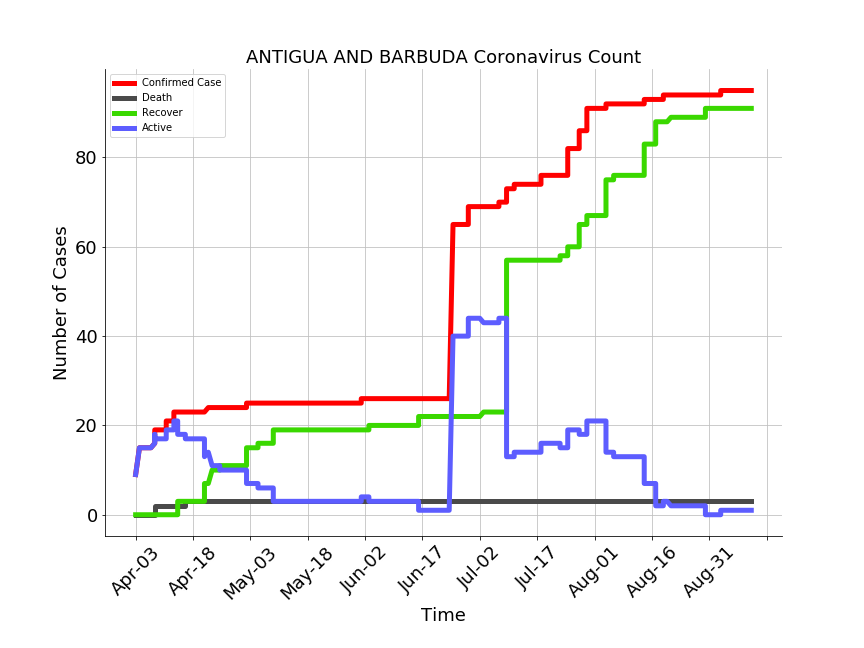 ANTIGUA AND BARBUDA Coronavirus Count
Confirmed Case
Death
Recover
Active
80
60
40
20
0
Number of Cases
Apr-03
Apr-18
May-03
May-18
Jun-02
Jun-17
Jul-02
Jul-17
Aug-01
Aug-16
Aug-31
Time